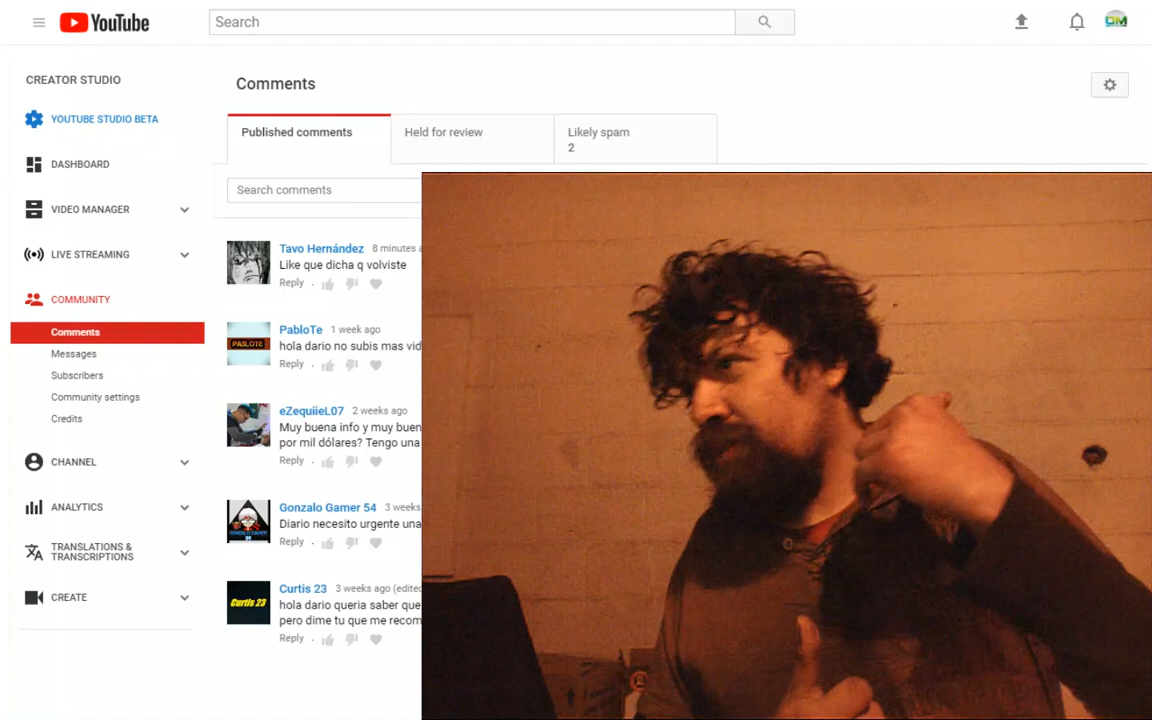 YouTube
Search
DM
CREATOR STUDIO
YOUTUBE STUDIO BETA
DASHBOARD
VIDEO MANAGER
LIVE STREAMING
COMMUNITY
Comments
Messages
Subscribers
Community settings
Credits
CHANNEL
ANALYTICS
TRANSLATIONS &
TRANSCRIPTIONS
CREATE
Comments
Published comments
Held for review
Likely spam
2
Search comments
Tavo Hernández 8 minutes
Like que dicha q volviste
Reply .
PabloTe 1 week ago
hola dario no subis mas vid
Reply .
PABLOTE
eZequiieL07 2 weeks ago
Muy buena info y muy buen
por mil dólares? Tengo una
Reply .
Gonzalo Gamer 54 3 weeks
Diario necesito urgente una
Reply .
Curtis 23 3 weeks ago (edite
hola dario queria saber que
pero dime tu que me recom
Reply .
Curtis 23